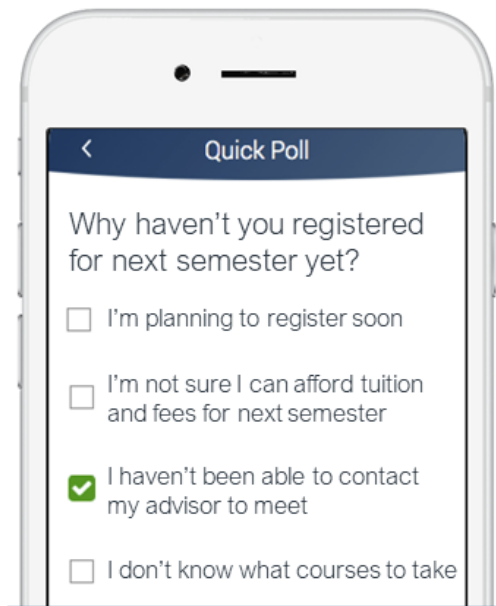 Quick Poll
Why haven't you registered
for next semester yet?
I'm planning to register soon
I'm not sure I can afford tuition
and fees for next semester
I haven't been able to contact
my advisor to meet
I don't know what courses to take